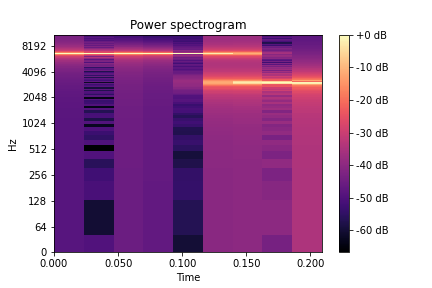 Power spectrogram
Hz
8192
4096
2048
1024
512
256
128
64
0
0.000 0.050 0.100 0.150 0.200
Time
+0 dB
-10 dB
-20 dB
-30 dB
-40 dB
-50 dB
-60 dB